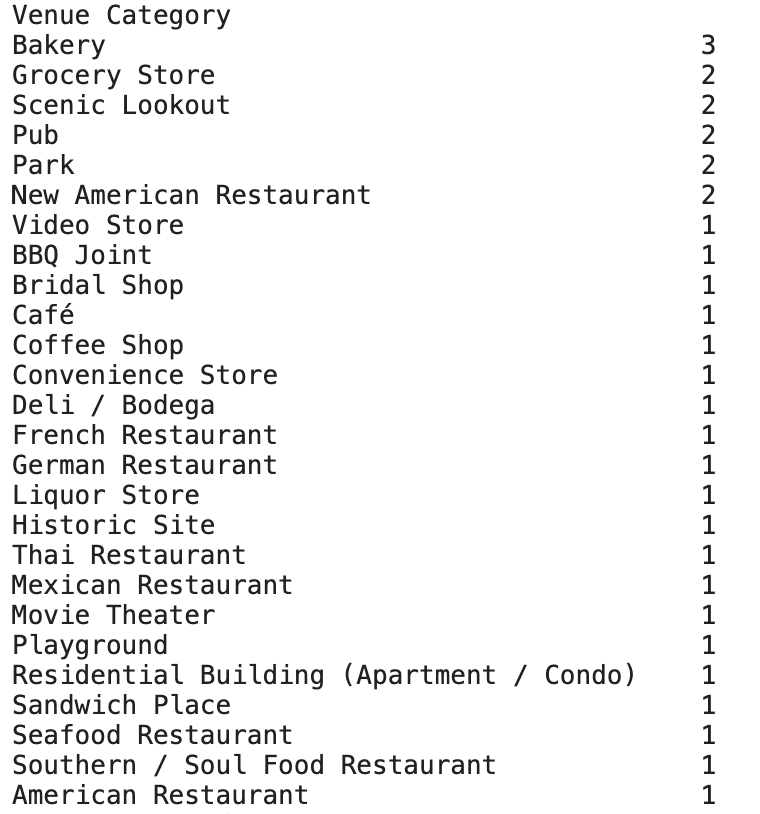 Venue Category
Bakery 3
Grocery Store 2
Scenic Lookout 2
Pub 2
Park 2
New American Restaurant 2
Video Store 1
BBQ Joint 1
Bridal Shop 1
Café 1
Coffee Shop 1
Convenience Store 1
Deli / Bodega 1
French Restaurant 1
German Restaurant 1
Liquor Store 1
Historic Site 1
Thai Restaurant 1
Mexican Restaurant 1
Movie Theater 1
Playground 1
Residential Building (Apartment / Condo) 1
Sandwich Place 1
Seafood Restaurant 1
Southern / Soul Food Restaurant 1
American Restaurant 1